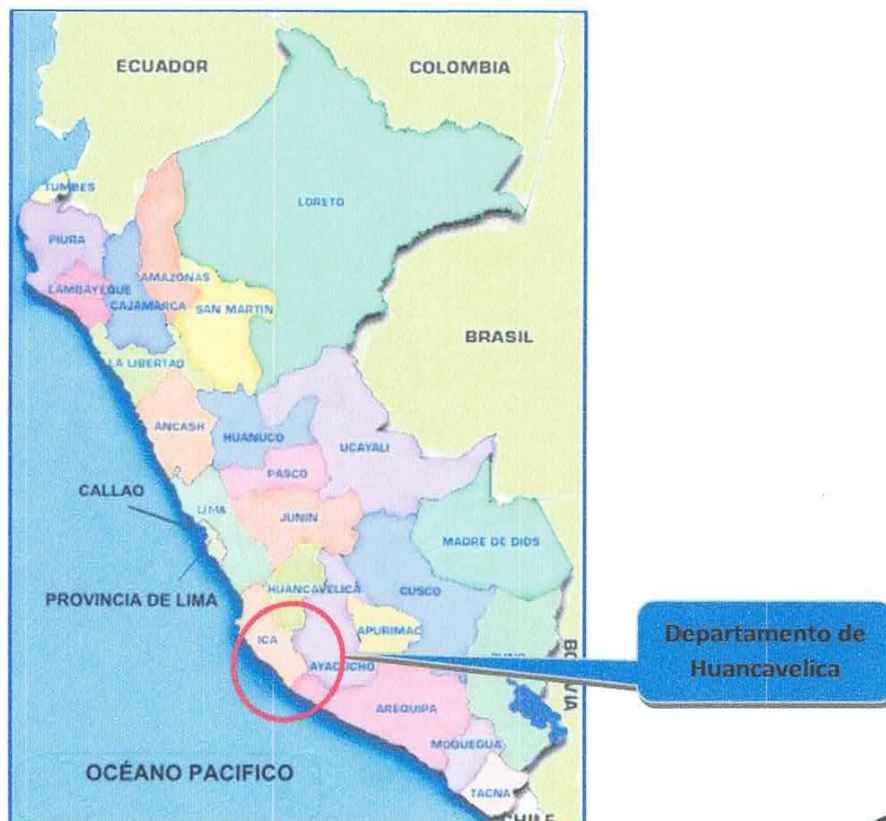 ECUADOR
COLOMBIA
TUMBES
LORETO
PIURA
AMAZONAS
LAMBAYEQUE
CAJAMARCA
SAN MARTIN
BRASIL
LA LIBERTAD
ANCASH
HUANUCO
UCAYALI
PASCO
CALLAO
LIMA
JUNIN
MADRE DE DIOS
HUANCAVELICA
CUSCO
PROVINCIA DE LIMA
ICA
APURIMAC
AYACUCHO
Departamento de
Huancavelica
AREQUIPA
MOQUEGUA
OCÉANO PACIFICO
TACNA
CHILE